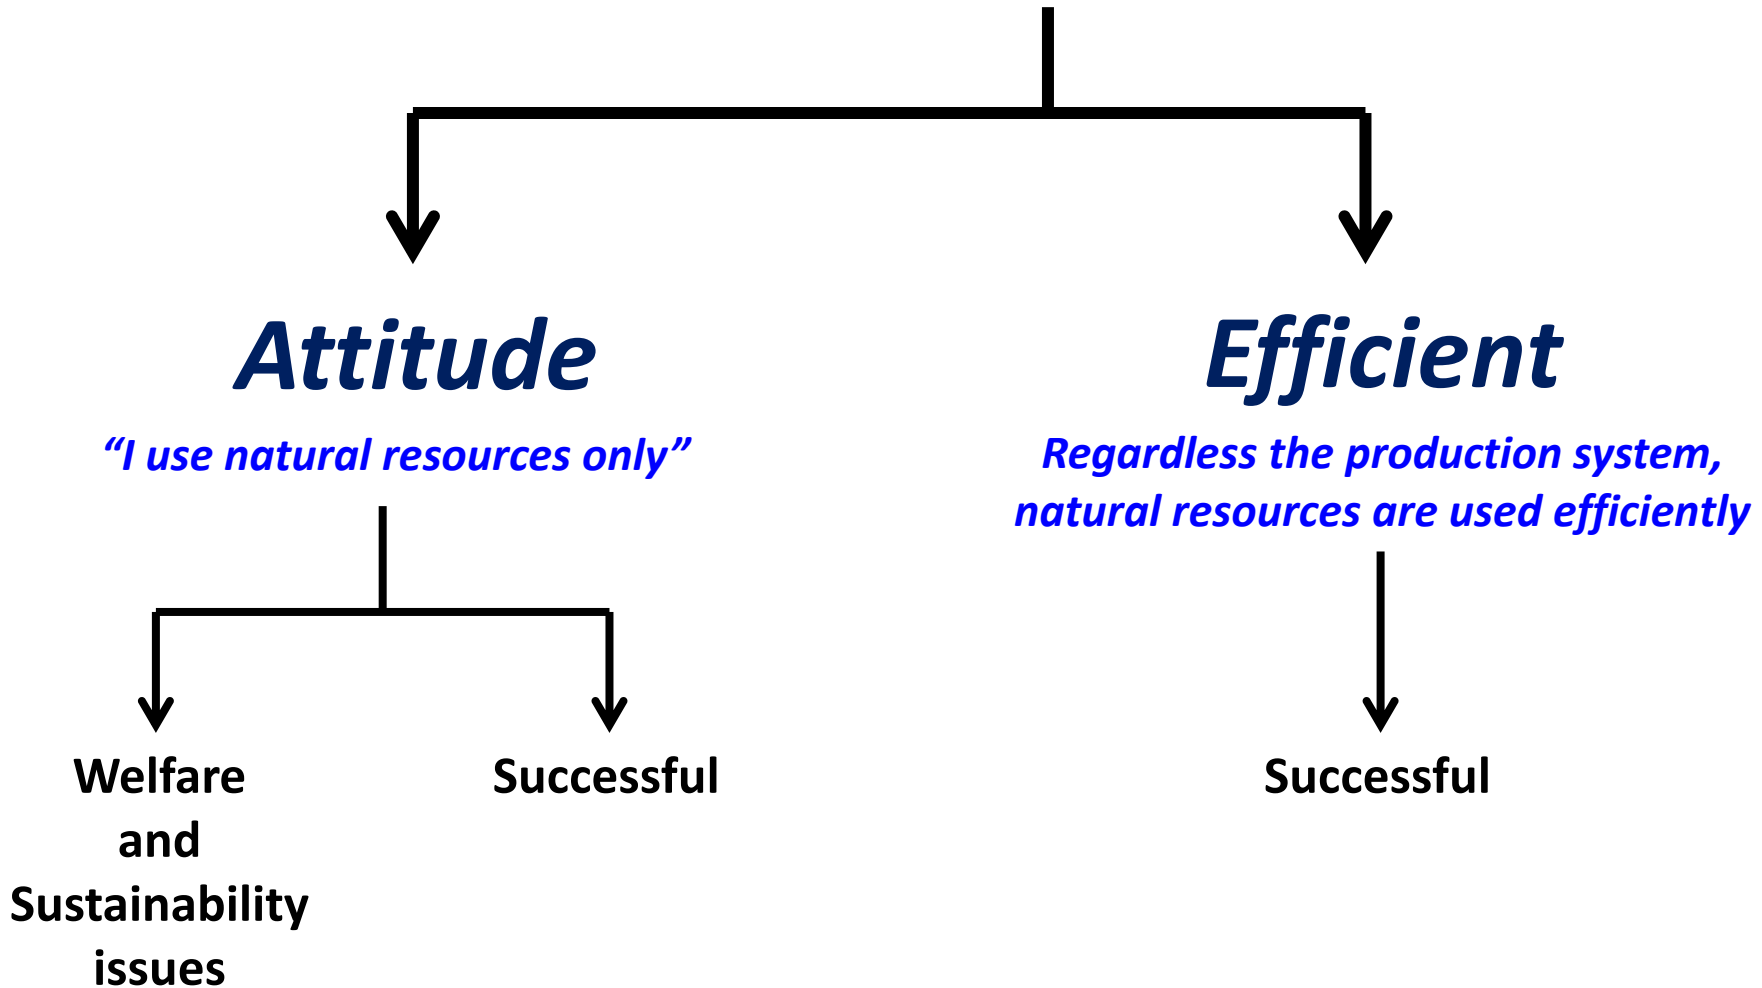 Attitude
“I use natural resources only”
Efficient
Regardless the production system,
natural resources are used efficiently
Welfare
and
Sustainability
issues
Successful
Successful